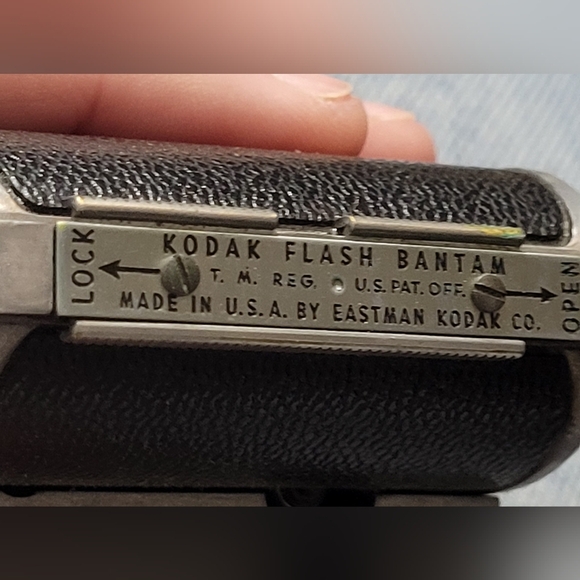 LOCK
KODAK FLASH BANTAM
T. M. REG. U.S. PAT. OFF.
MADE IN U.S.A. BY EASTMAN KODAK CO.
OPEN